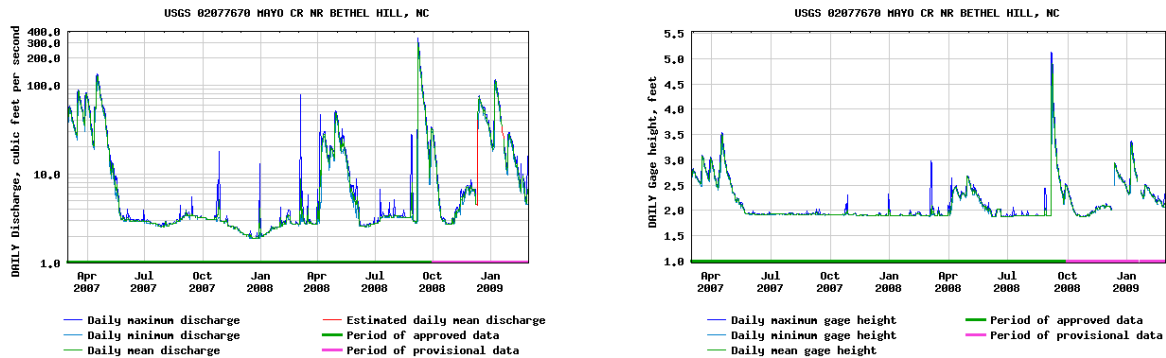 USGS 02077670 MAYO CR NR BETHEL HILL, NC
DAILY Discharge, cubic feet per second
400.0
300.0
200.0
100.0
10.0
1.0
Apr 2007
Jul 2007
Oct 2007
Jan 2008
Apr 2008
Jul 2008
Oct 2008
Jan 2009
Daily maximum discharge
Daily minimum discharge
Daily mean discharge
Estimated daily mean discharge
Period of approved data
Period of provisional data
USGS 02077670 MAYO CR NR BETHEL HILL, NC
DAILY Gage height, feet
5.5
5.0
4.5
4.0
3.5
3.0
2.5
2.0
1.5
1.0
Apr 2007
Jul 2007
Oct 2007
Jan 2008
Apr 2008
Jul 2008
Oct 2008
Jan 2009
Daily maximum gage height
Daily minimum gage height
Daily mean gage height
Period of approved data
Period of provisional data